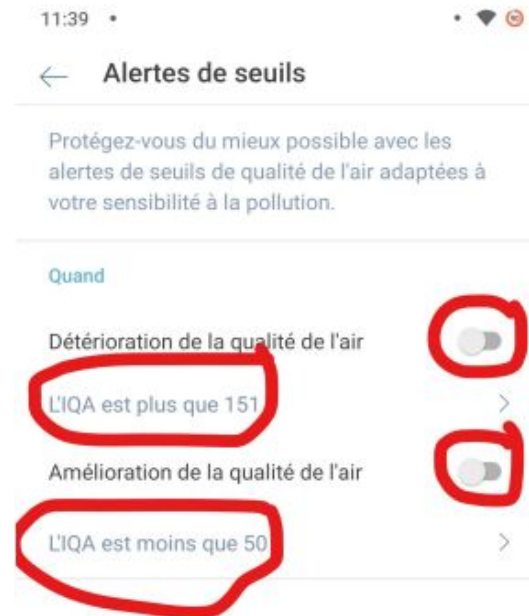 11:39
Alertes de seuils
Protégez-vous du mieux possible avec les
alertes de seuils de qualité de l'air adaptées à
votre sensibilité à la pollution.
Quand
Détérioration de la qualité de l'air
L'IQA est plus que 151
Amélioration de la qualité de l'air
L'IQA est moins que 50